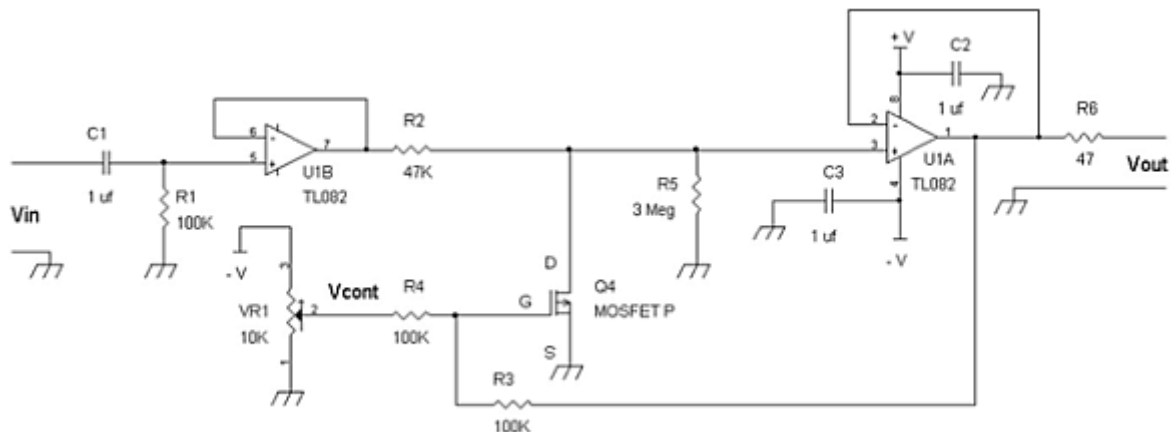 + V
C2
8
1 uf
R6
2
C1
R2
6
7
1
5
3
47
U1B
U1A
47K
Vout
1 uf
R1
TL082
R5
C3
4
TL082
Vin
100K
3 Meg
1 uf
- V
D
- V
3
Vcont
R4
Q4
G
VR1
2
MOSFET P
10K
100K
S
1
R3
100K